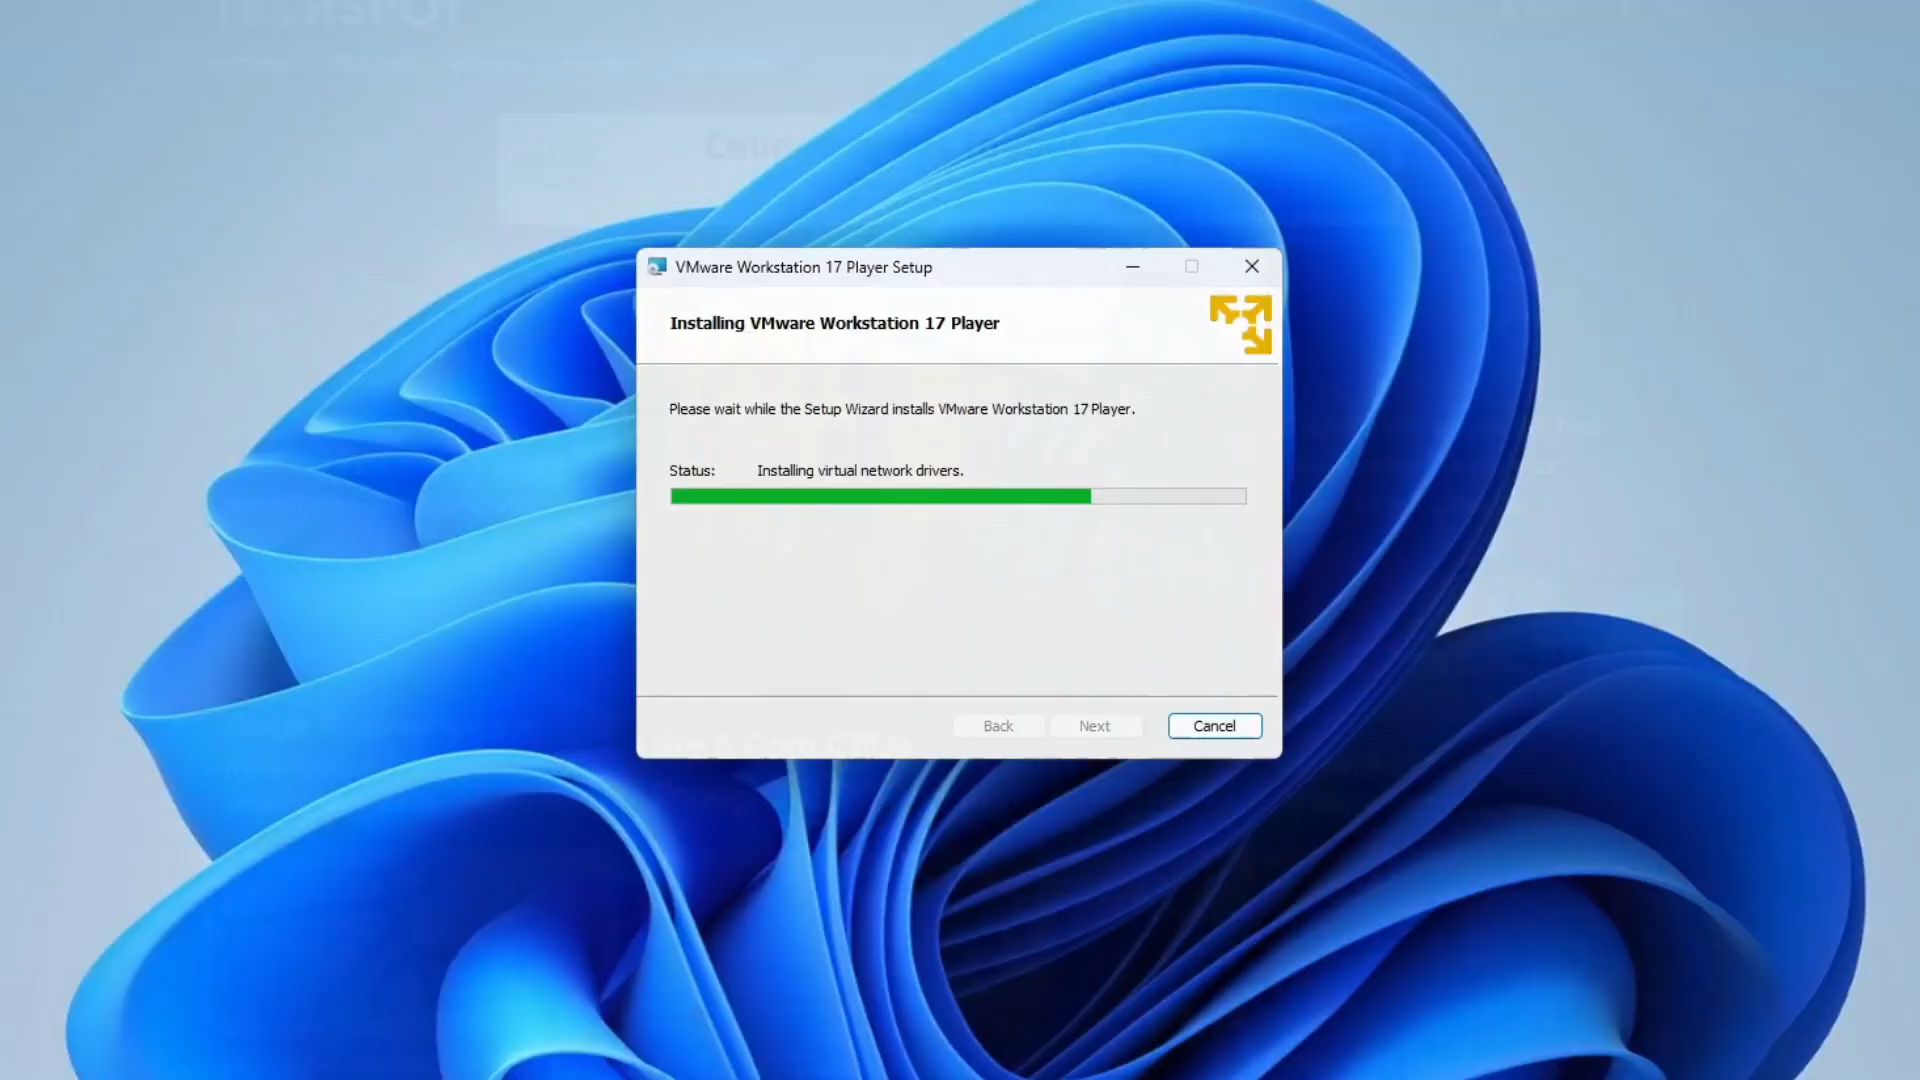 TECHSPOT
VMware Workstation 17 Player Setup
Installing VMware Workstation 17 Player
Please wait while the Setup Wizard installs VMware Workstation 17 Player.
Status: Installing virtual network drivers.
Back Next Cancel